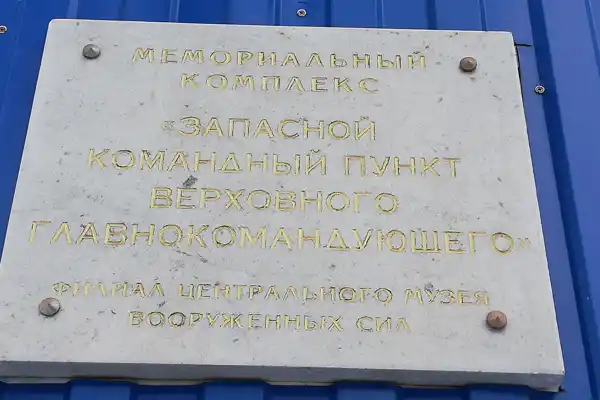 МЕМОРИАЛЬНЫЙ
КОМПЛЕКС
«ЗАПАСНОЙ
КОМАНДНЫЙ ПУНКТ
ВЕРХОВНОГО
ГЛАВНОКОМАНДУЮЩЕГО»
ФИЛИАЛ ЦЕНТРАЛЬНОГО МУЗЕЯ
ВООРУЖЕННЫХ СИЛ